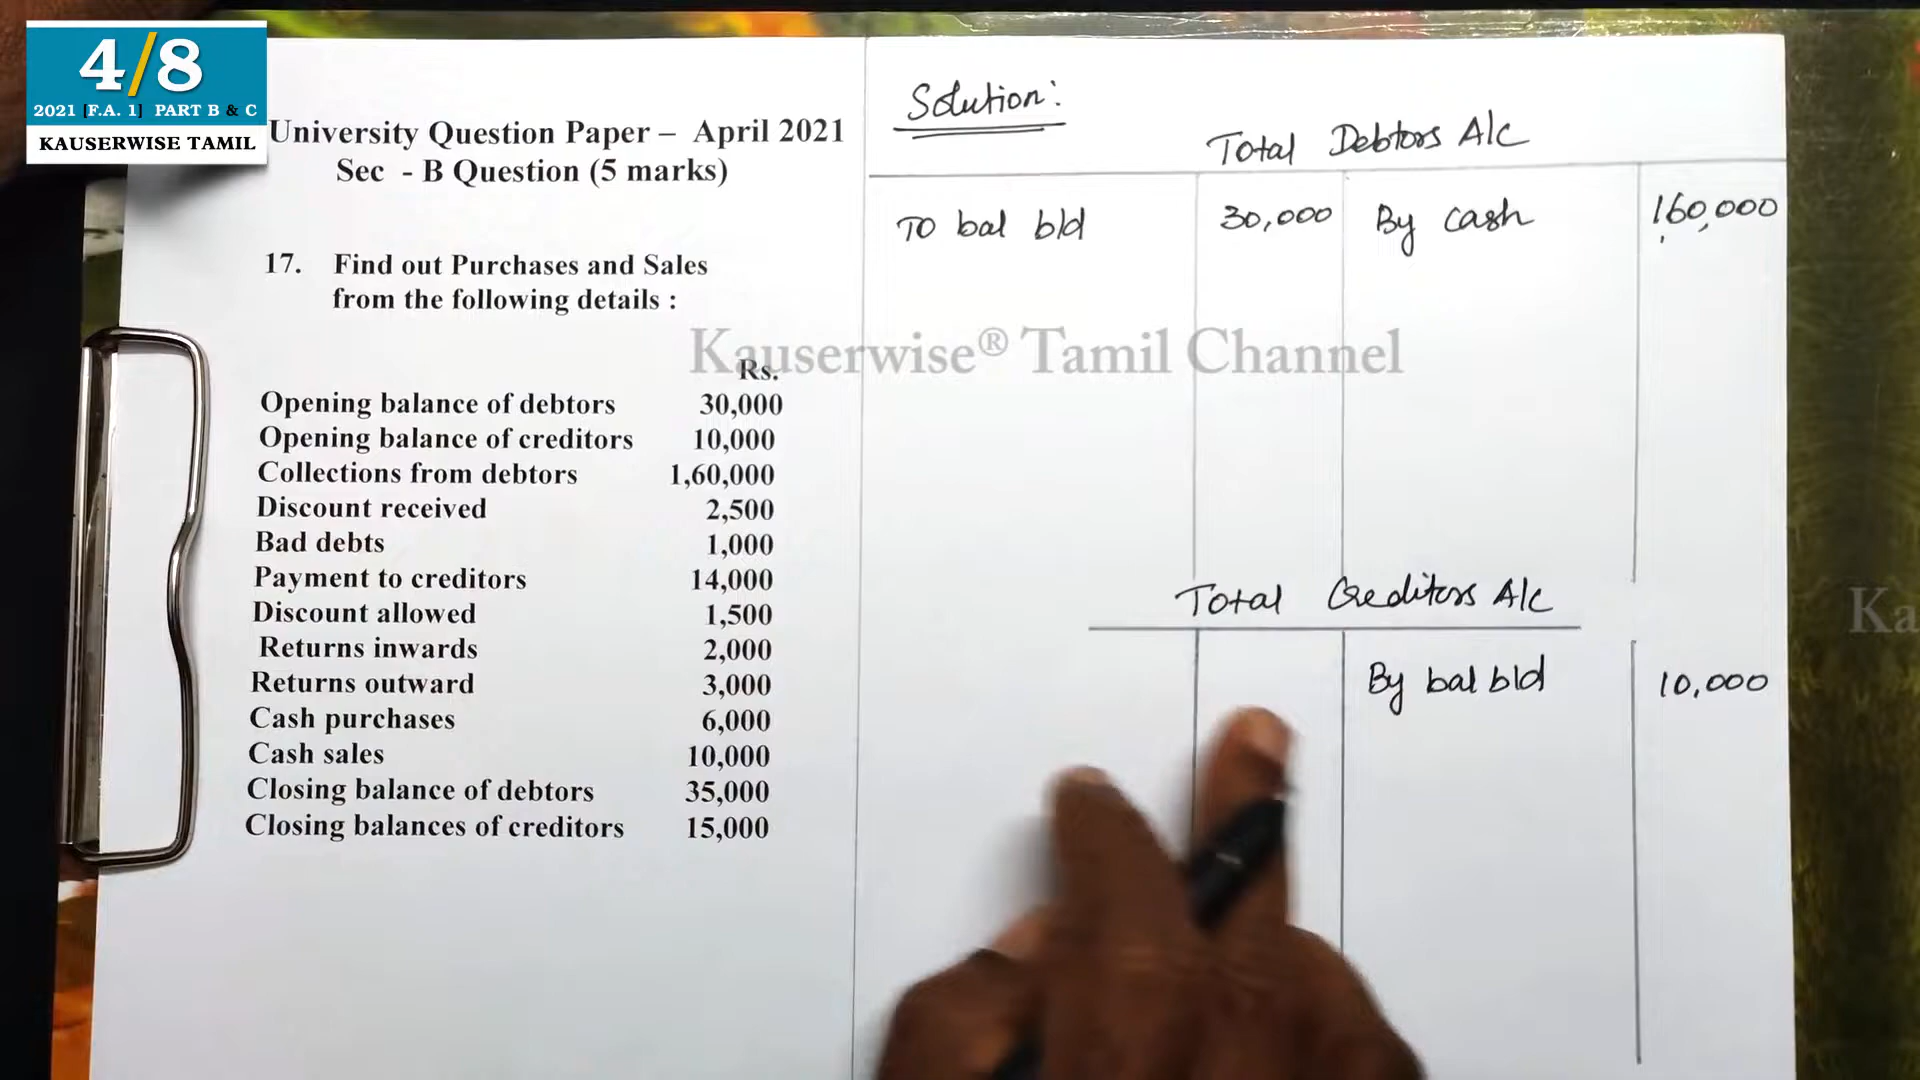 4/8
2021 [F.A. 1] PART B & C
KAUSERWISE TAMIL
University Question Paper – April 2021
Sec - B Question (5 marks)
17. Find out Purchases and Sales
from the following details :
Rs.
Opening balance of debtors 30,000
Opening balance of creditors 10,000
Collections from debtors 1,60,000
Discount received 2,500
Bad debts 1,000
Payment to creditors 14,000
Discount allowed 1,500
Returns inwards 2,000
Returns outward 3,000
Cash purchases 6,000
Cash sales 10,000
Closing balance of debtors 35,000
Closing balances of creditors 15,000
Solution:
Total Debtors A/c
To bal b/d 30,000 By cash 1,60,000
Kauserwise® Tamil Channel
Total Creditors A/c
By bal b/d 10,000
Ka